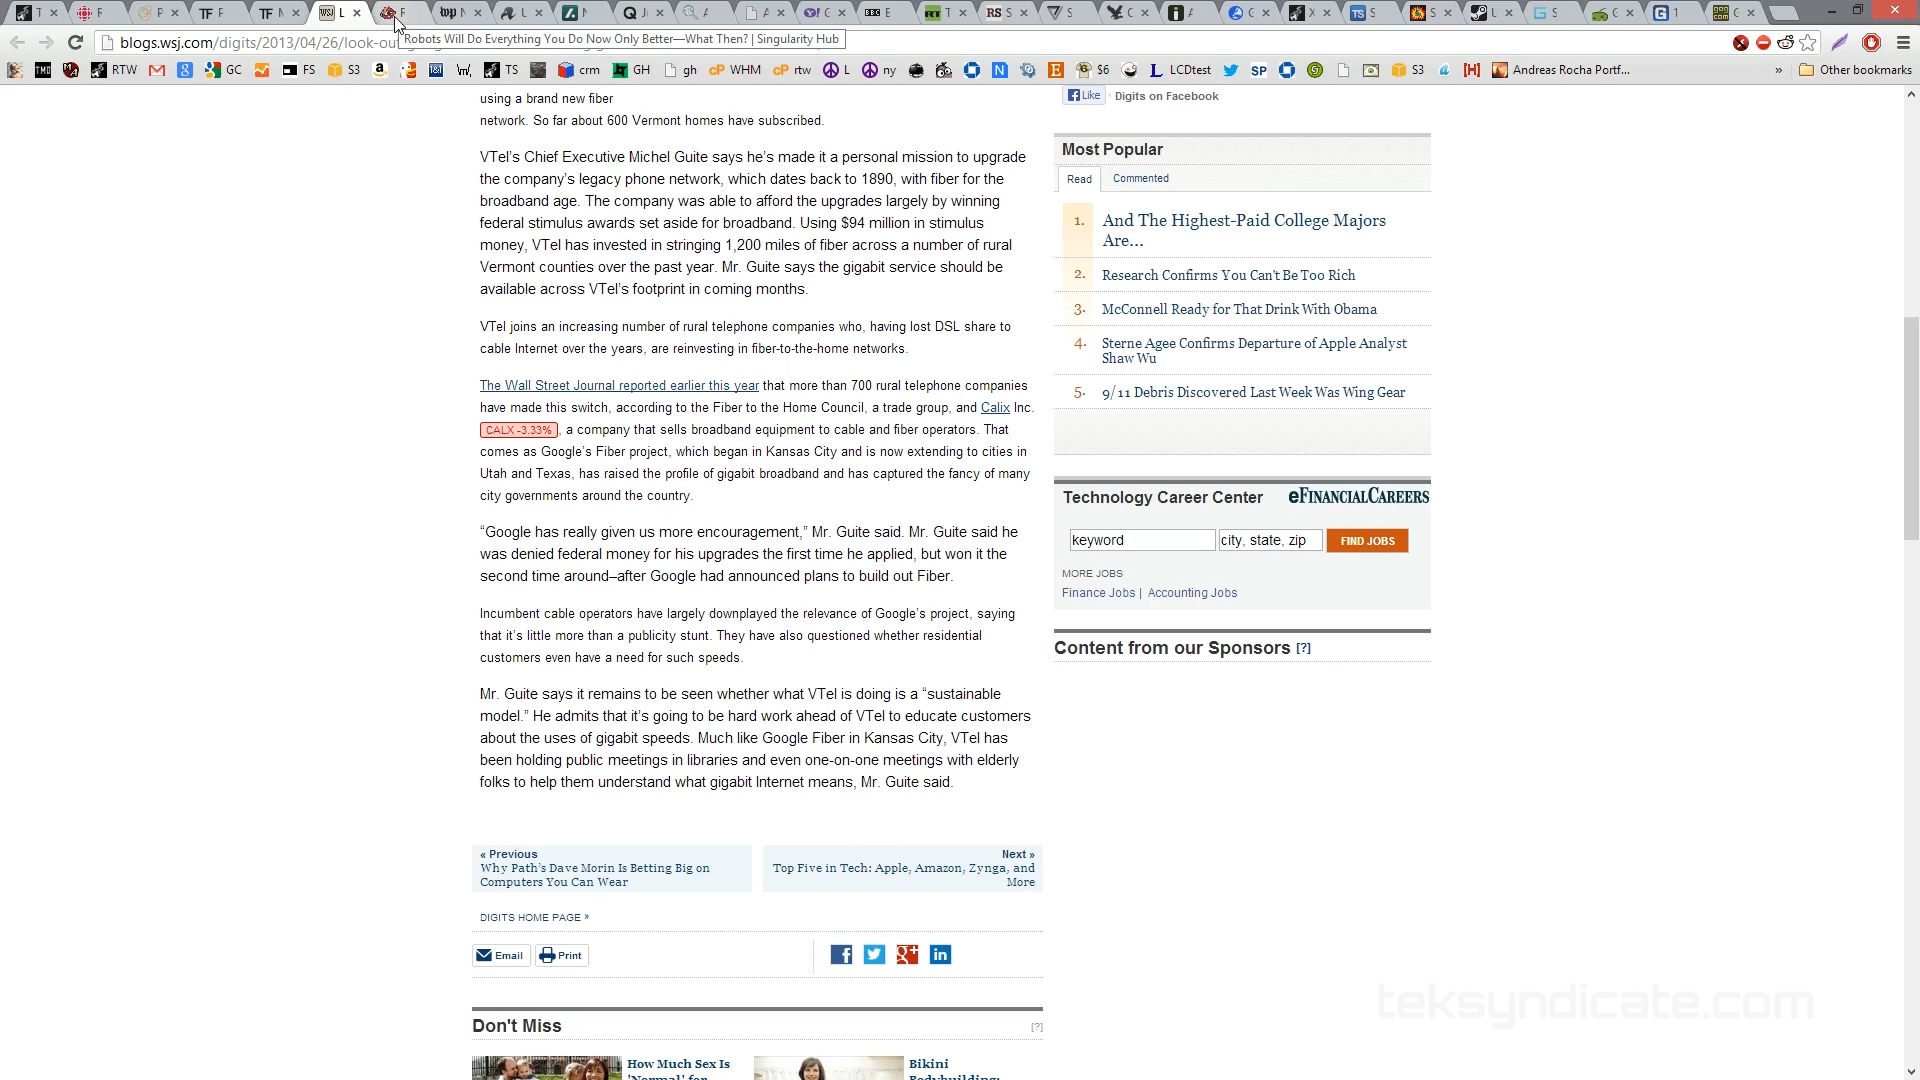 T
F
P
TF F
TF M
WSJ L
F
wp N
U
N
Q J
A
A
Y! C
BBC E
RT T
RS S
S
C
A
C
X
TS S
S
L
S
C
G 1
C
blogs.wsj.com/digits/2013/04/26/look-ou
Robots Will Do Everything You Do Now Only Better—What Then? | Singularity Hub
TMD
RTW
GC
FS
S3
TS
crm
GH
gh
cP WHM
cP rtw
L
ny
N
E
$6
LCDtest
SP
S3
[H]
Andreas Rocha Portf...
»
Other bookmarks
using a brand new fiber
network. So far about 600 Vermont homes have subscribed.
VTel’s Chief Executive Michel Guite says he’s made it a personal mission to upgrade
the company’s legacy phone network, which dates back to 1890, with fiber for the
broadband age. The company was able to afford the upgrades largely by winning
federal stimulus awards set aside for broadband. Using $94 million in stimulus
money, VTel has invested in stringing 1,200 miles of fiber across a number of rural
Vermont counties over the past year. Mr. Guite says the gigabit service should be
available across VTel’s footprint in coming months.
VTel joins an increasing number of rural telephone companies who, having lost DSL share to
cable Internet over the years, are reinvesting in fiber-to-the-home networks.
The Wall Street Journal reported earlier this year that more than 700 rural telephone companies
have made this switch, according to the Fiber to the Home Council, a trade group, and Calix Inc.
CALX -3.33% , a company that sells broadband equipment to cable and fiber operators. That
comes as Google’s Fiber project, which began in Kansas City and is now extending to cities in
Utah and Texas, has raised the profile of gigabit broadband and has captured the fancy of many
city governments around the country.
“Google has really given us more encouragement,” Mr. Guite said. Mr. Guite said he
was denied federal money for his upgrades the first time he applied, but won it the
second time around–after Google had announced plans to build out Fiber.
Incumbent cable operators have largely downplayed the relevance of Google’s project, saying
that it’s little more than a publicity stunt. They have also questioned whether residential
customers even have a need for such speeds.
Mr. Guite says it remains to be seen whether what VTel is doing is a “sustainable
model.” He admits that it’s going to be hard work ahead of VTel to educate customers
about the uses of gigabit speeds. Much like Google Fiber in Kansas City, VTel has
been holding public meetings in libraries and even one-on-one meetings with elderly
folks to help them understand what gigabit Internet means, Mr. Guite said.
« Previous
Why Path’s Dave Morin Is Betting Big on
Computers You Can Wear
Next »
Top Five in Tech: Apple, Amazon, Zynga, and
More
DIGITS HOME PAGE »
Email
Print
Don't Miss
[?]
How Much Sex Is
'Normal' for
Bikini
Bodybuilding:
Like
Digits on Facebook
Most Popular
Read
Commented
1. And The Highest-Paid College Majors
Are...
2. Research Confirms You Can't Be Too Rich
3. McConnell Ready for That Drink With Obama
4. Sterne Agee Confirms Departure of Apple Analyst
Shaw Wu
5. 9/11 Debris Discovered Last Week Was Wing Gear
Technology Career Center
eFINANCIALCAREERS
keyword
city, state, zip
FIND JOBS
MORE JOBS
Finance Jobs | Accounting Jobs
Content from our Sponsors [?]
teksyndicate.com